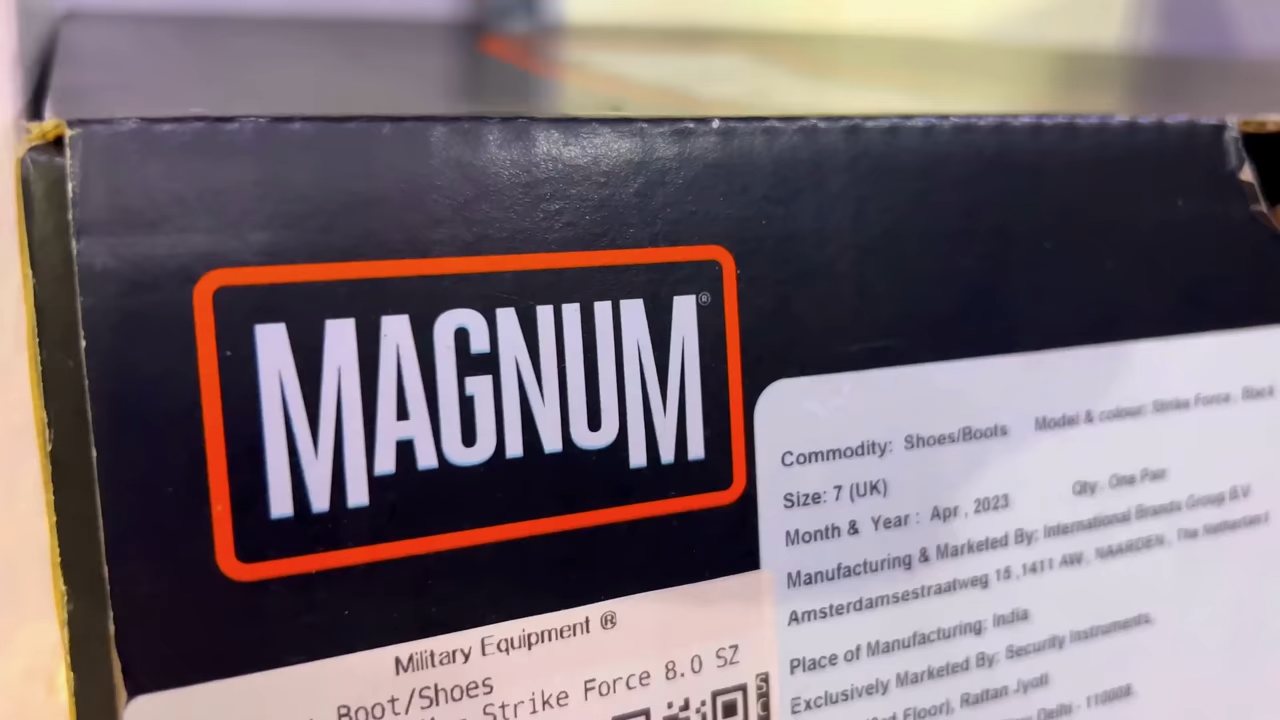 MAGNUM®
Commodity: Shoes/Boots Model & colour: Strike Force , Black
Size: 7 (UK) Qty . One Pair
Month & Year : Apr , 2023
Manufacturing & Marketed By: International Brands Group B.V
Amsterdamsestraatweg 15 ,1411 AW , NAARDEN , The Netherland
Place of Manufacturing: India
Exclusively Marketed By: Security Instruments,
Floor), Rattan Jyoti
Delhi - 110008.
Military Equipment ®
Boot/Shoes
Strike Force 8.0 SZ